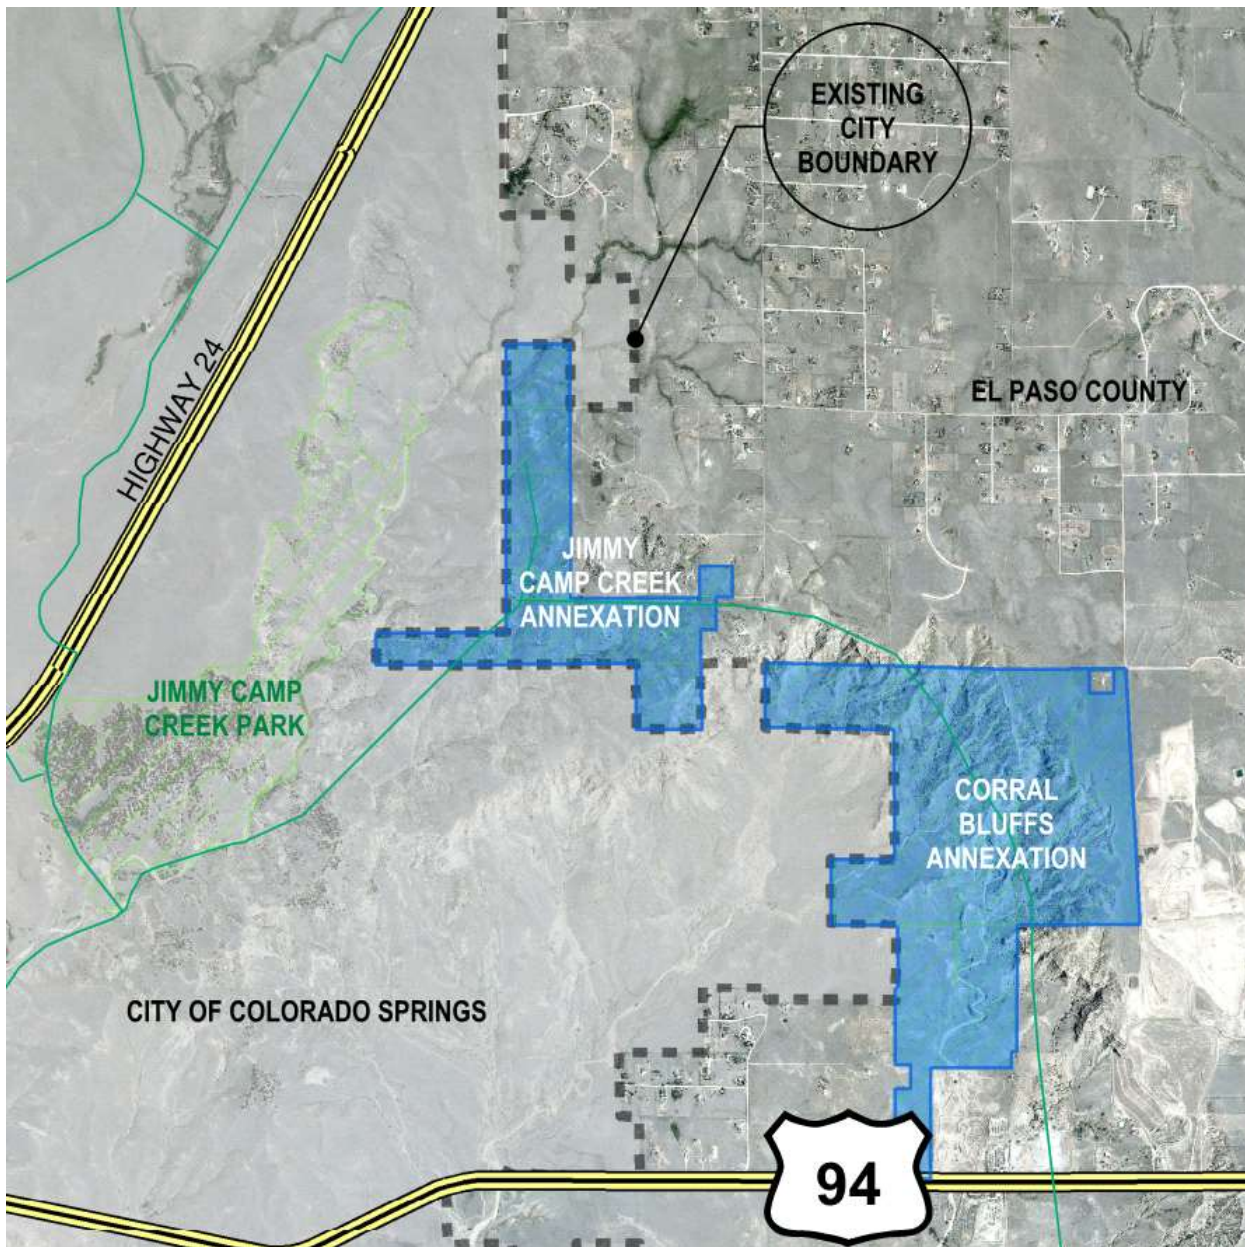 EXISTING
CITY
BOUNDARY
EL PASO COUNTY
HIGHWAY 24
JIMMY
CAMP CREEK
ANNEXATION
JIMMY CAMP
CREEK PARK
CORRAL
BLUFFS
ANNEXATION
CITY OF COLORADO SPRINGS
94